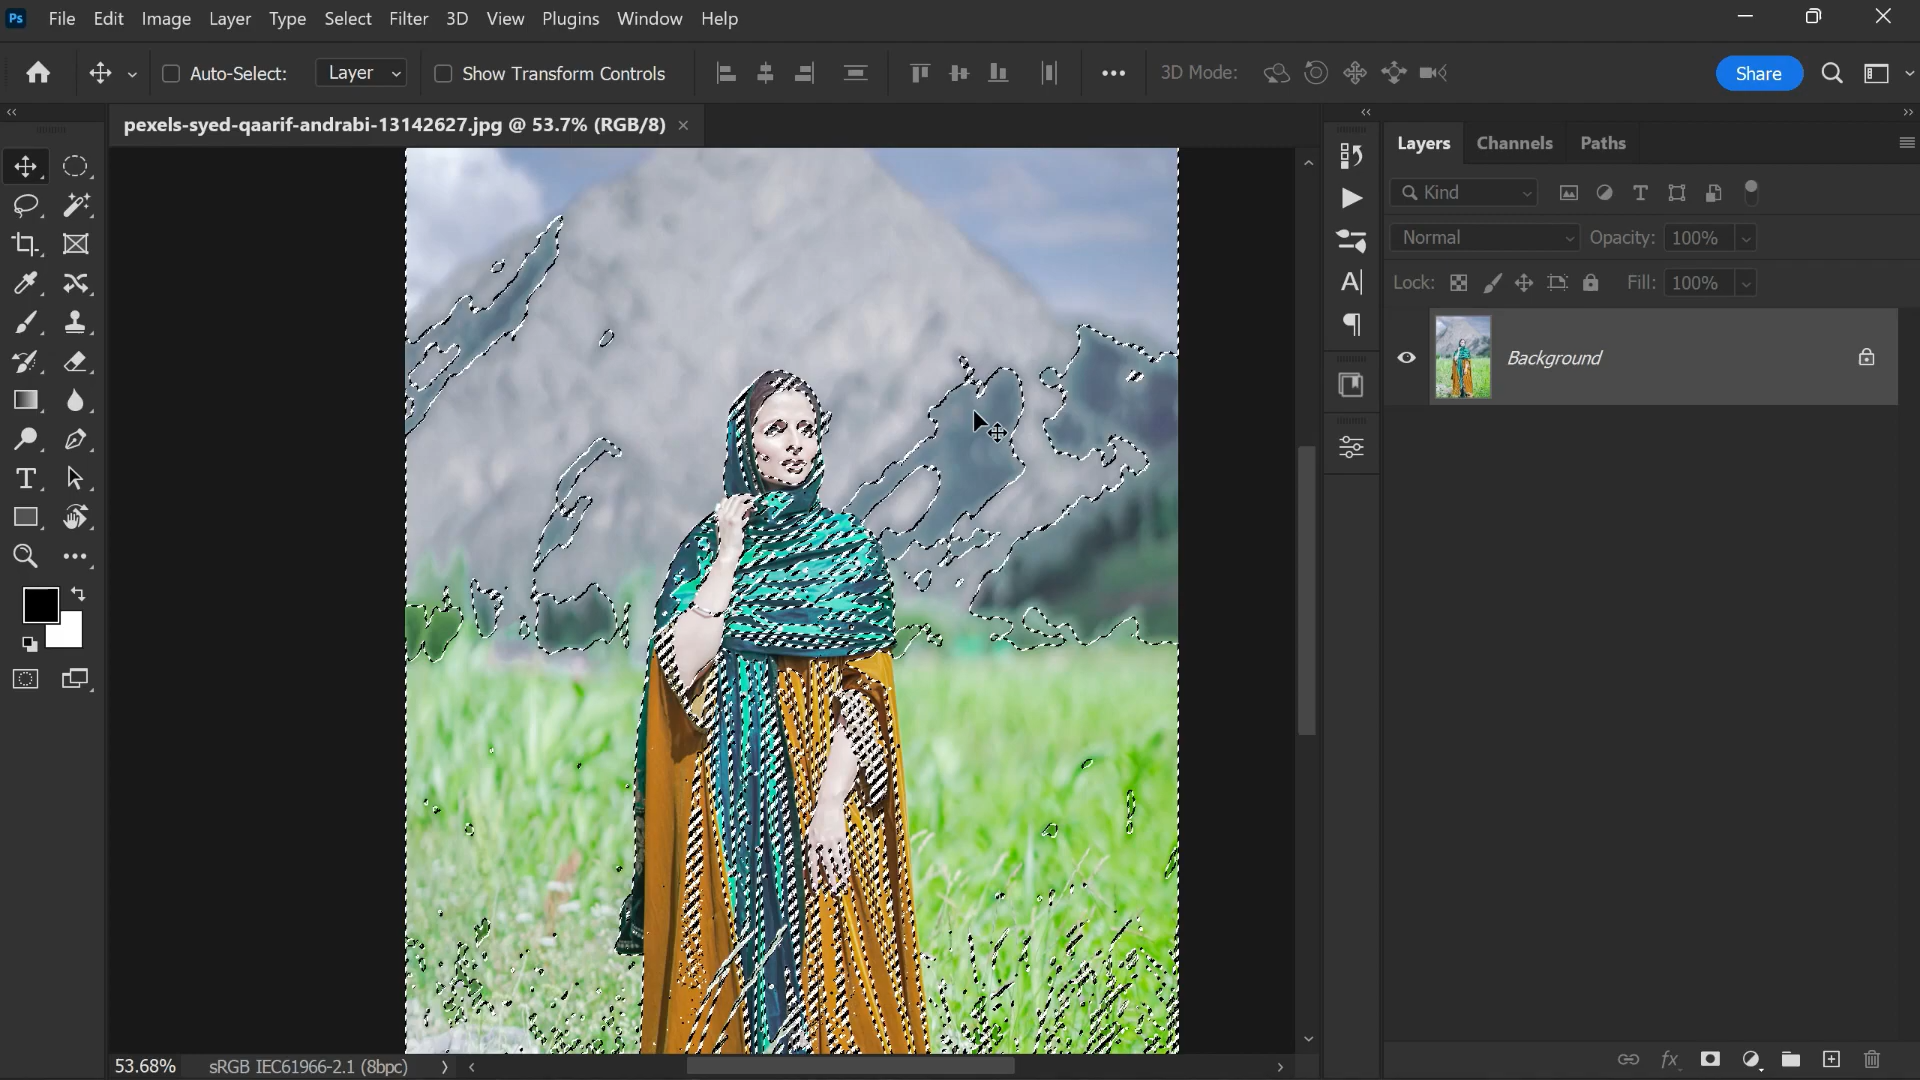 Ps File Edit Image Layer Type Select Filter 3D View Plugins Window Help
Auto-Select: Layer Show Transform Controls 3D Mode: Share
pexels-syed-qaarif-andrabi-13142627.jpg @ 53.7% (RGB/8)
Layers Channels Paths
Kind
Normal Opacity: 100%
Lock: Fill: 100%
Background
53.68% sRGB IEC61966-2.1 (8bpc)